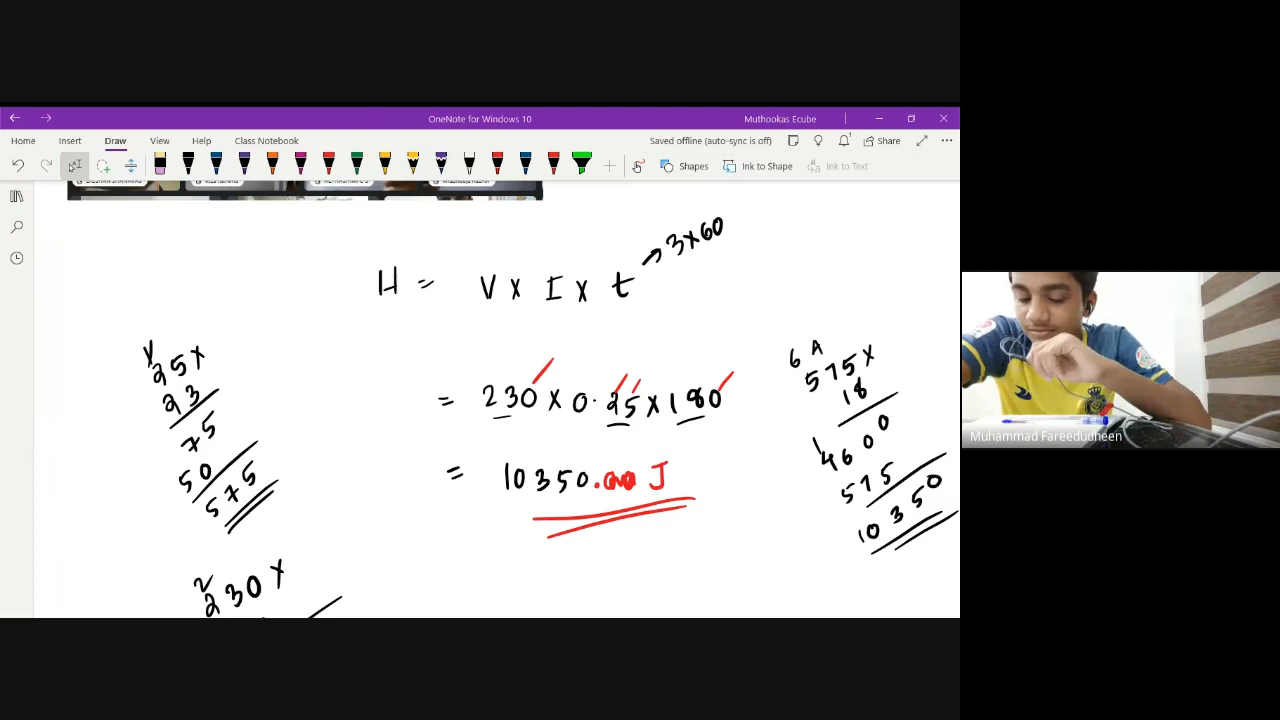 OneNote for Windows 10
Muthookas Ecube
Home Insert Draw View Help Class Notebook
Saved offline (auto-sync is off)
Share
Shapes
Ink to Shape
Ink to Text
H = V x I x t → 3x60
= 230 x 0.25 x 180
= 10350.00 J
25x
23
75
50
575
575x
18
4600
575
10350
230x
Muhammad Fareedudheen